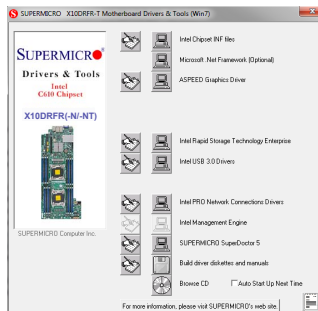 SUPERMICRO X10DRFR-T Motherboard Drivers & Tools (Win7)
SUPERMICRO
Drivers & Tools
Intel
C610 Chipset
X10DRFR(-N/-NT)
SUPERMICRO Computer Inc.
Intel Chipset INF files
Microsoft .Net Framework (Optional)
ASPEED Graphics Driver
Intel Rapid Storage Technology Enterprise
Intel USB 3.0 Drivers
Intel PRO Network Connections Drivers
Intel Management Engine
SUPERMICRO SuperDoctor 5
Build driver diskettes and manuals
Browse CD
Auto Start Up Next Time
For more information, please visit SUPERMICRO's web site.